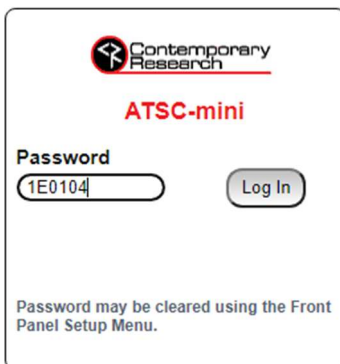 Contemporary
Research
ATSC-mini
Password
1E0104
Log In
Password may be cleared using the Front
Panel Setup Menu.